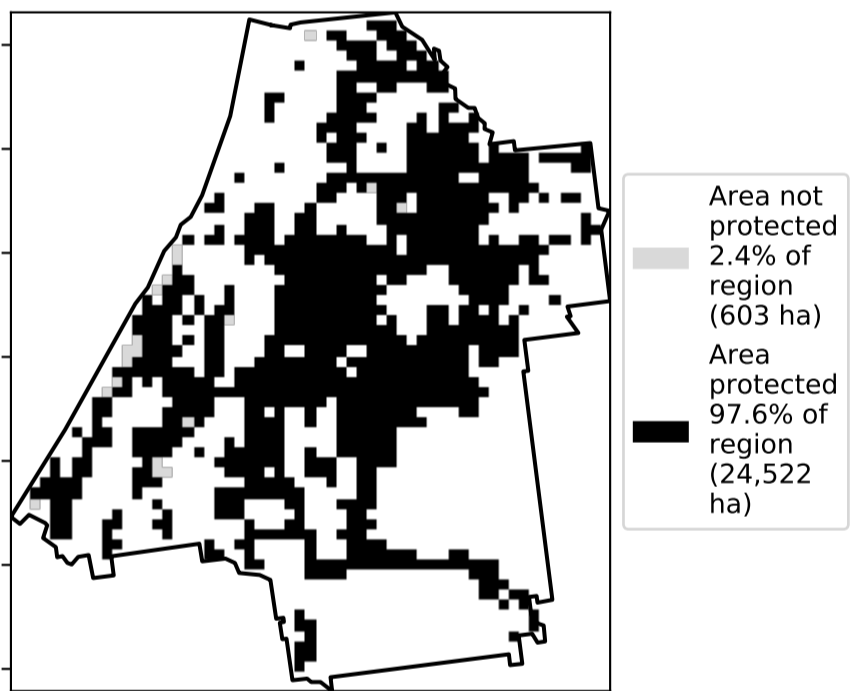 Area not
protected
2.4% of
region
(603 ha)
Area
protected
97.6% of
region
(24,522
ha)